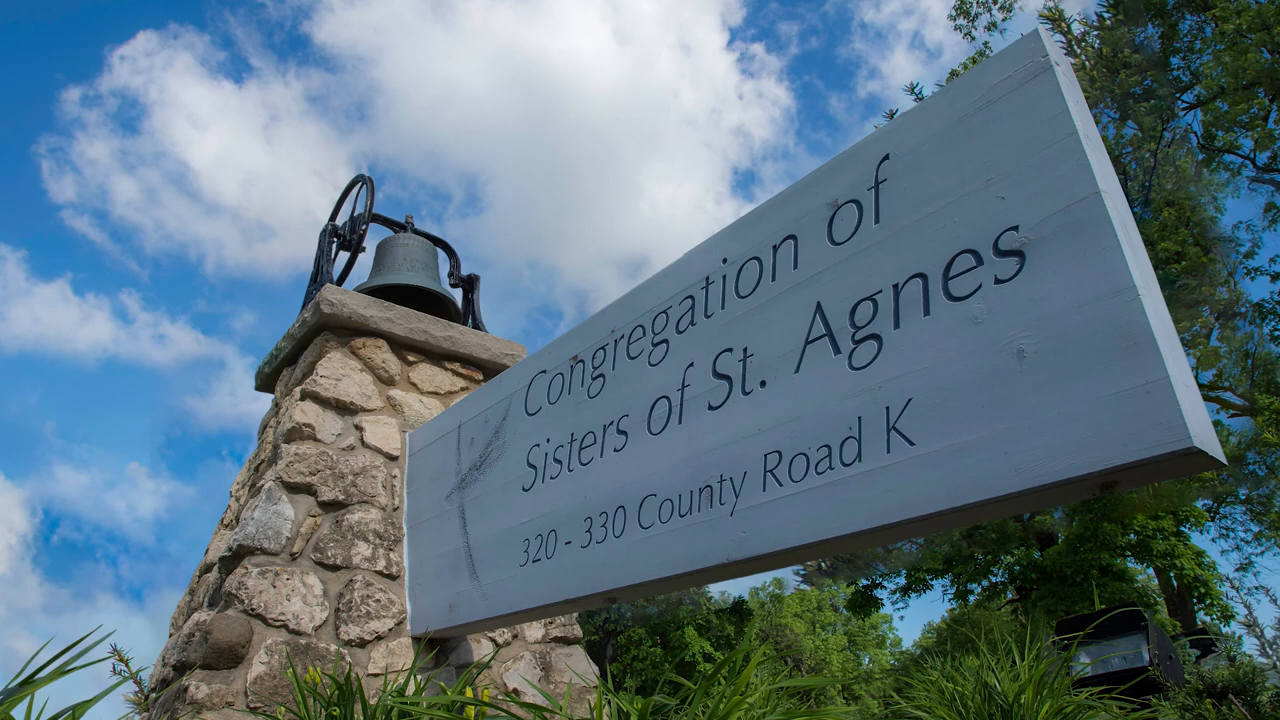 Congregation of
Sisters of St. Agnes
320 - 330 County Road K